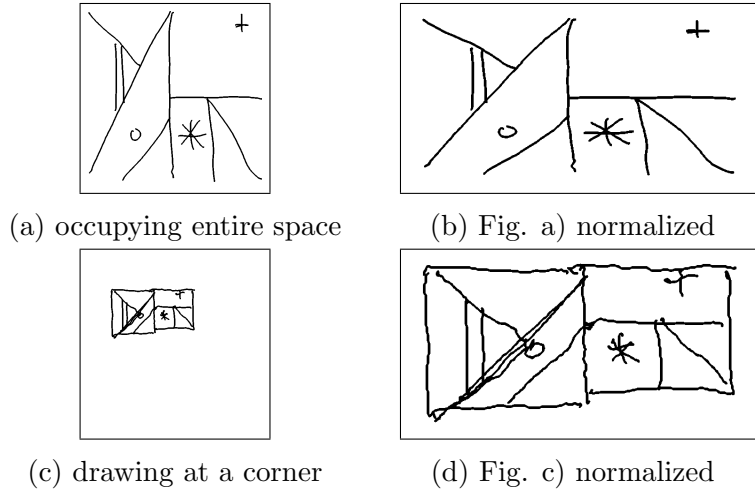 (a) occupying entire space
(b) Fig. a) normalized
(c) drawing at a corner
(d) Fig. c) normalized